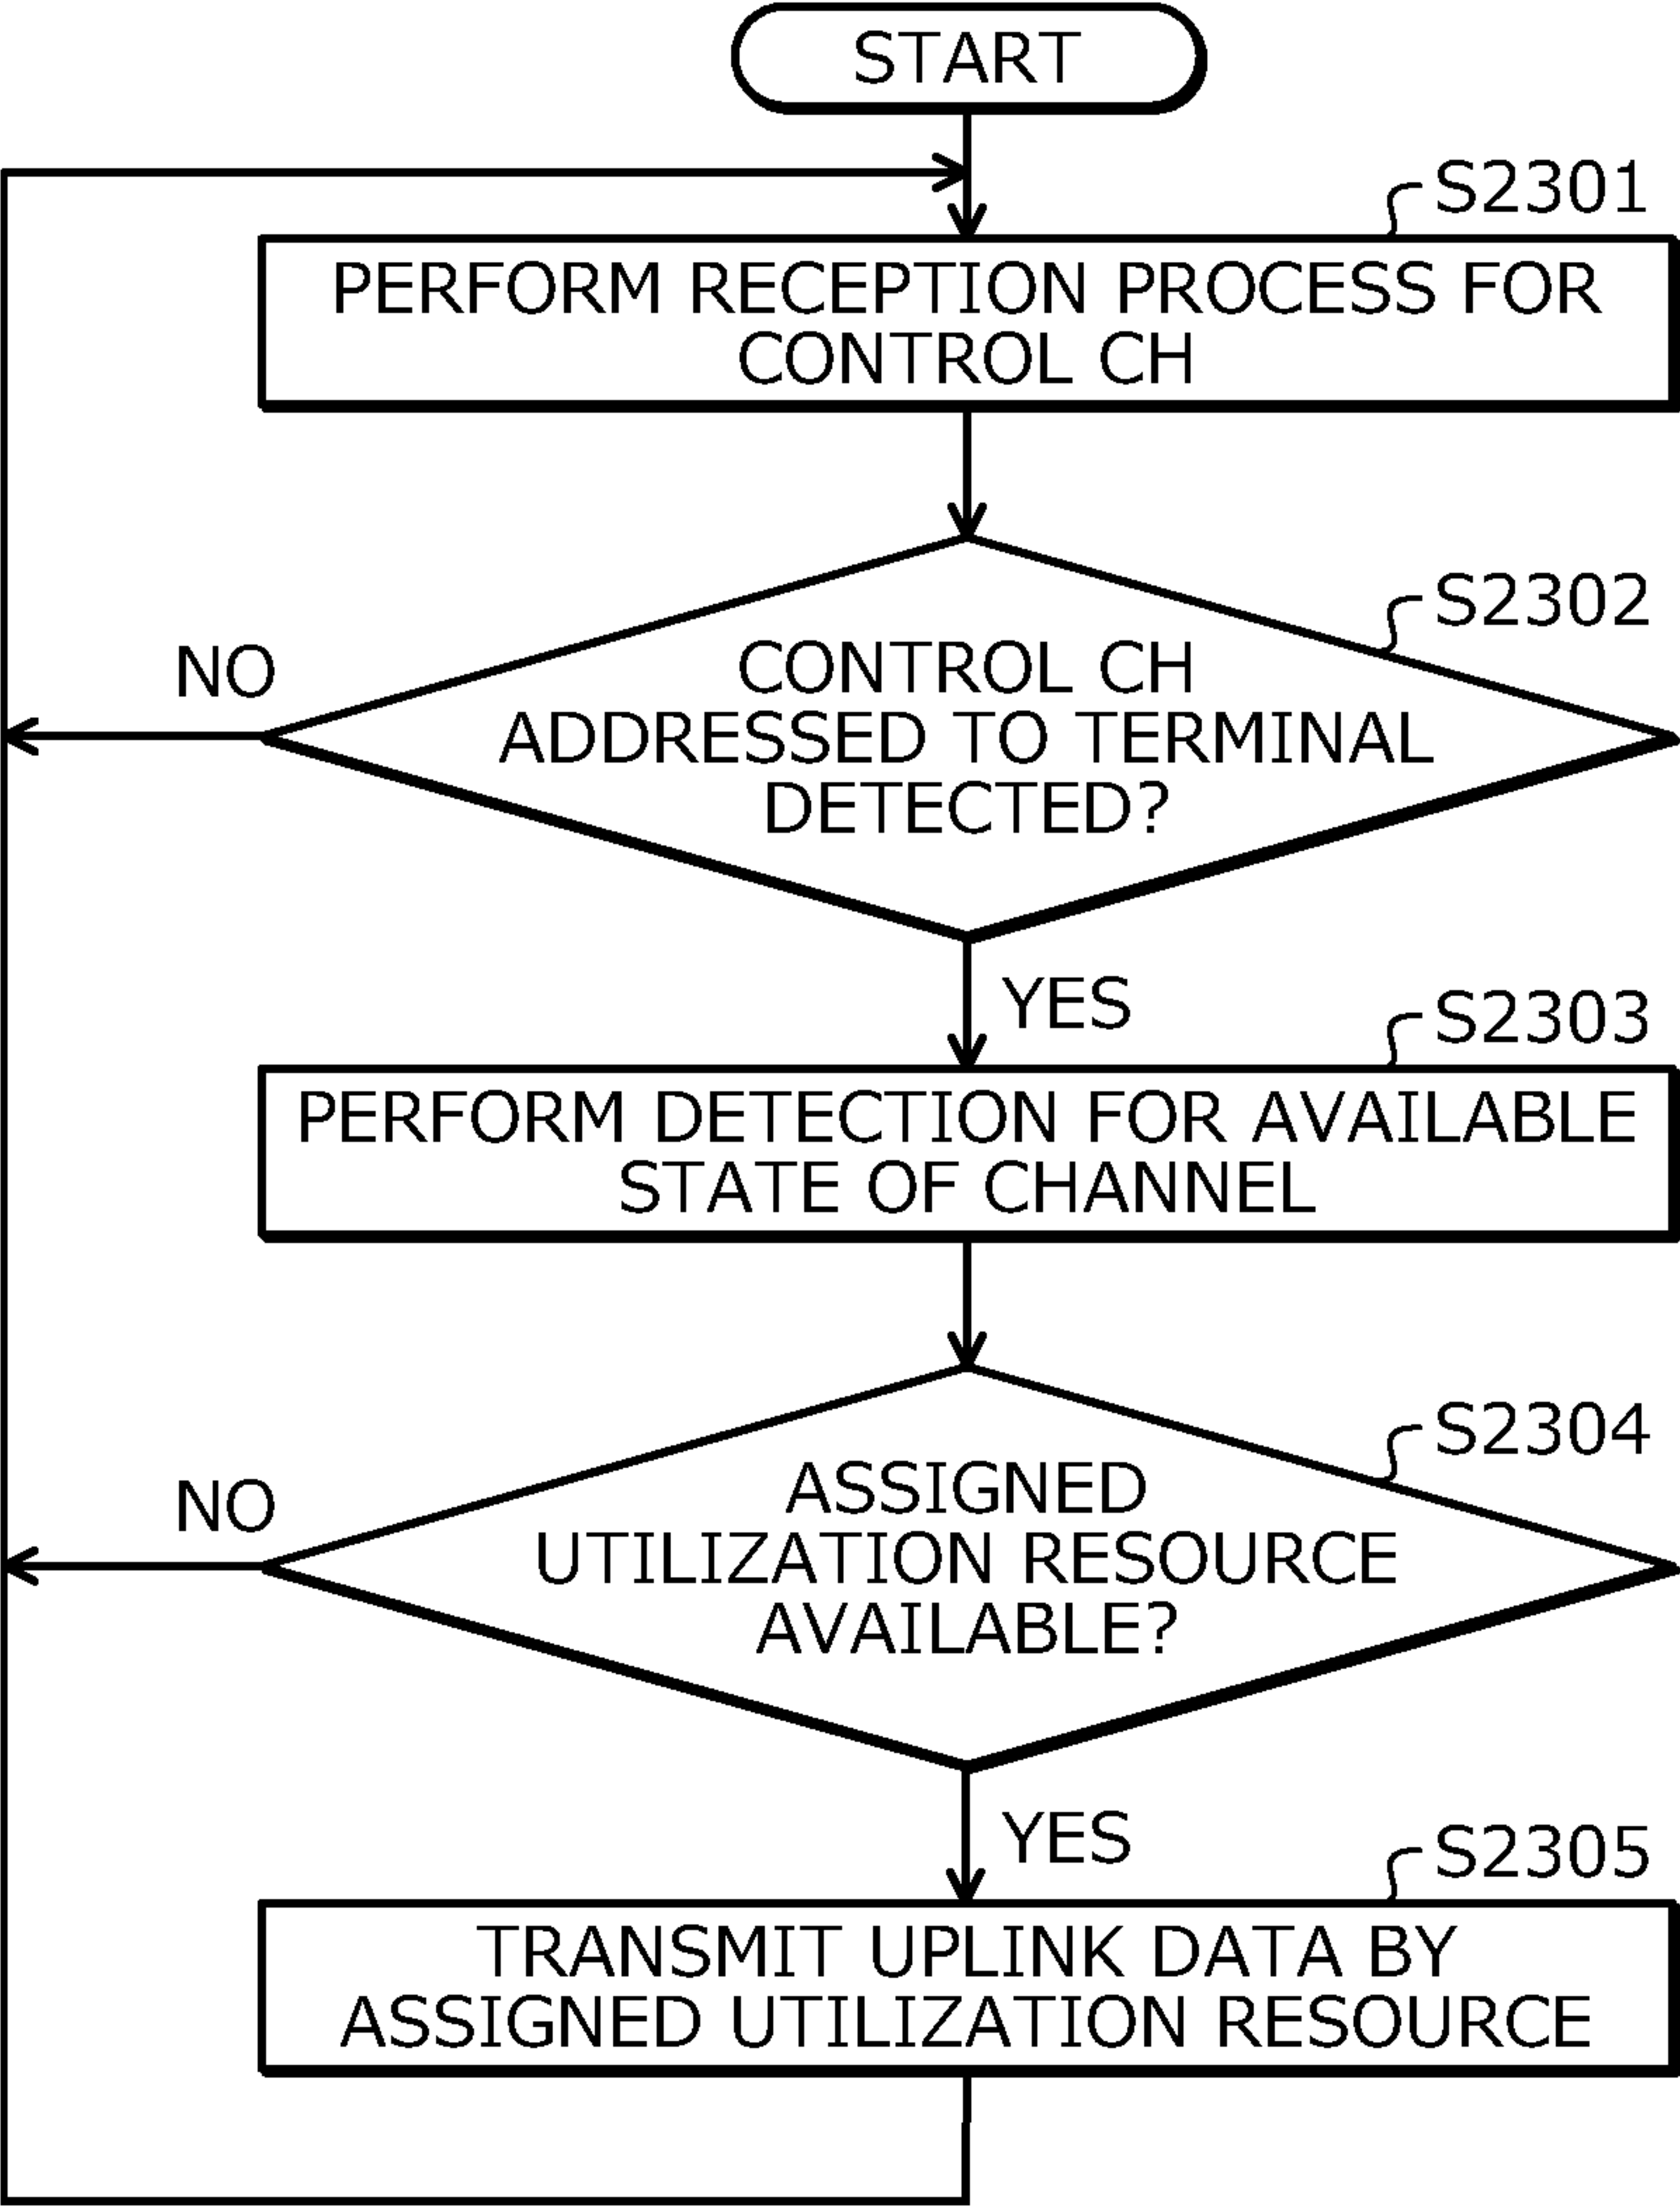 START
S2301
PERFORM RECEPTION PROCESS FOR
CONTROL CH
S2302
NO
CONTROL CH
ADDRESSED TO TERMINAL
DETECTED?
YES
S2303
PERFORM DETECTION FOR AVAILABLE
STATE OF CHANNEL
S2304
NO
ASSIGNED
UTILIZATION RESOURCE
AVAILABLE?
YES
S2305
TRANSMIT UPLINK DATA BY
ASSIGNED UTILIZATION RESOURCE